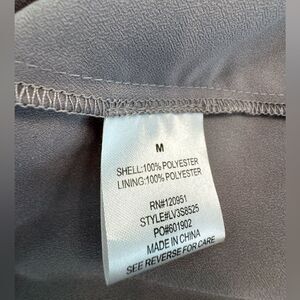 M
SHELL:100% POLYESTER
LINING:100% POLYESTER
RN#120951
STYLE#LV3S8525
PO#601902
MADE IN CHINA
SEE REVERSE FOR CARE